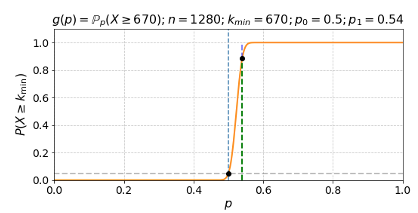 g(p) = ℙ_p(X ≥ 670); n = 1280; k_min = 670; p_0 = 0.5; p_1 = 0.54
P(X ≥ k_min)
1.0
0.8
0.6
0.4
0.2
0.0
0.0 0.2 0.4 0.6 0.8 1.0
p